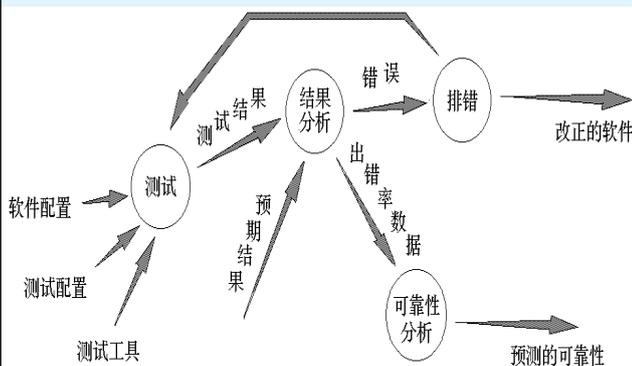 错误
结果
分析
排错
测试结果
改正的软件
出错率数据
测试
软件配置
预期结果
测试配置
可靠性
分析
测试工具
预测的可靠性